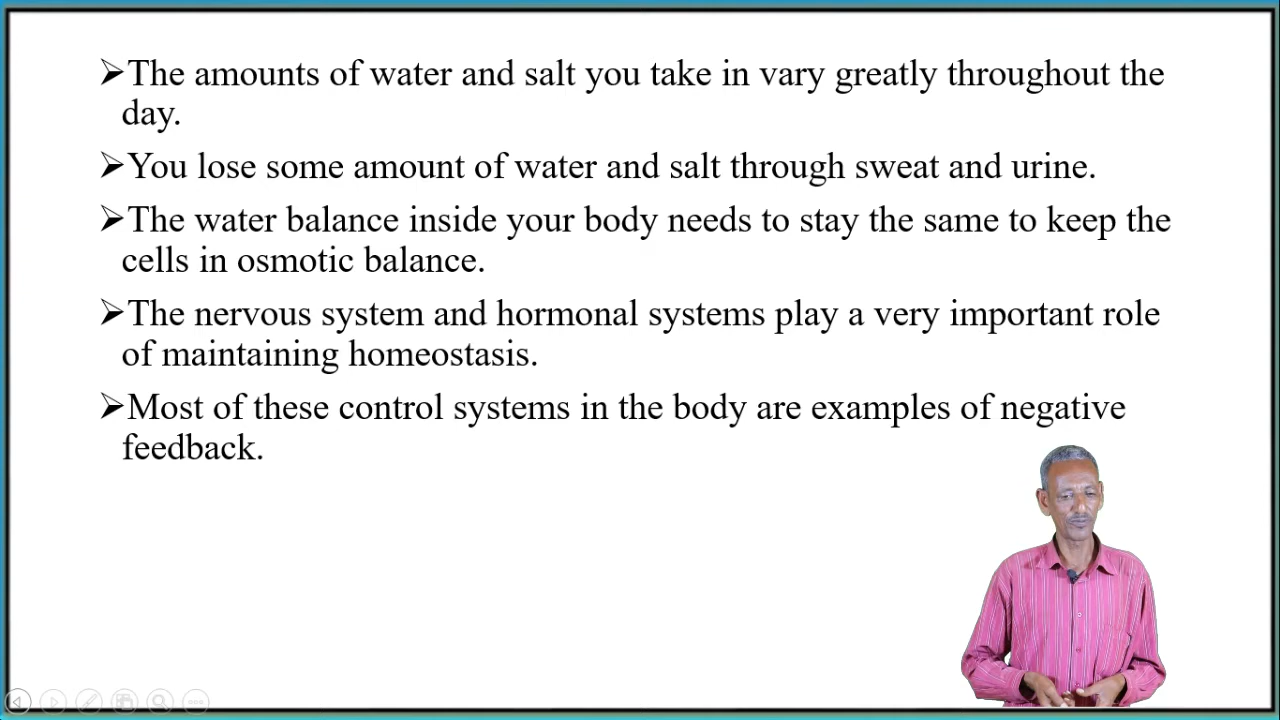 ➢The amounts of water and salt you take in vary greatly throughout the
day.
➢You lose some amount of water and salt through sweat and urine.
➢The water balance inside your body needs to stay the same to keep the
cells in osmotic balance.
➢The nervous system and hormonal systems play a very important role
of maintaining homeostasis.
➢Most of these control systems in the body are examples of negative
feedback.